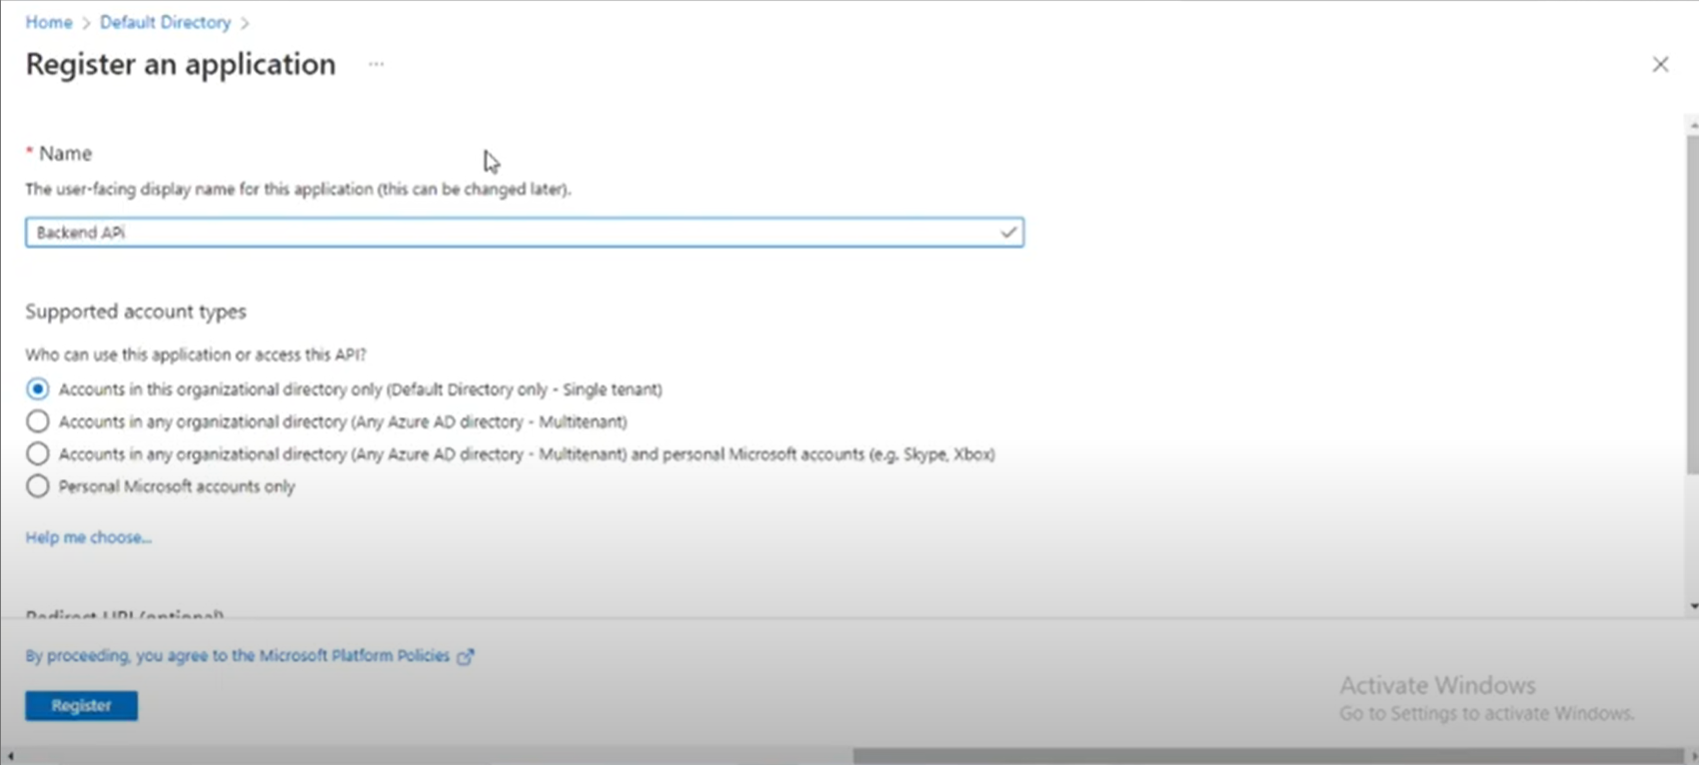 Home > Default Directory >
Register an application ...
* Name
The user-facing display name for this application (this can be changed later).
Backend APi
Supported account types
Who can use this application or access this API?
Accounts in this organizational directory only (Default Directory only - Single tenant)
Accounts in any organizational directory (Any Azure AD directory - Multitenant)
Accounts in any organizational directory (Any Azure AD directory - Multitenant) and personal Microsoft accounts (e.g. Skype, Xbox)
Personal Microsoft accounts only
Help me choose...
Redirect URI (optional)
By proceeding, you agree to the Microsoft Platform Policies
Register
Activate Windows
Go to Settings to activate Windows.